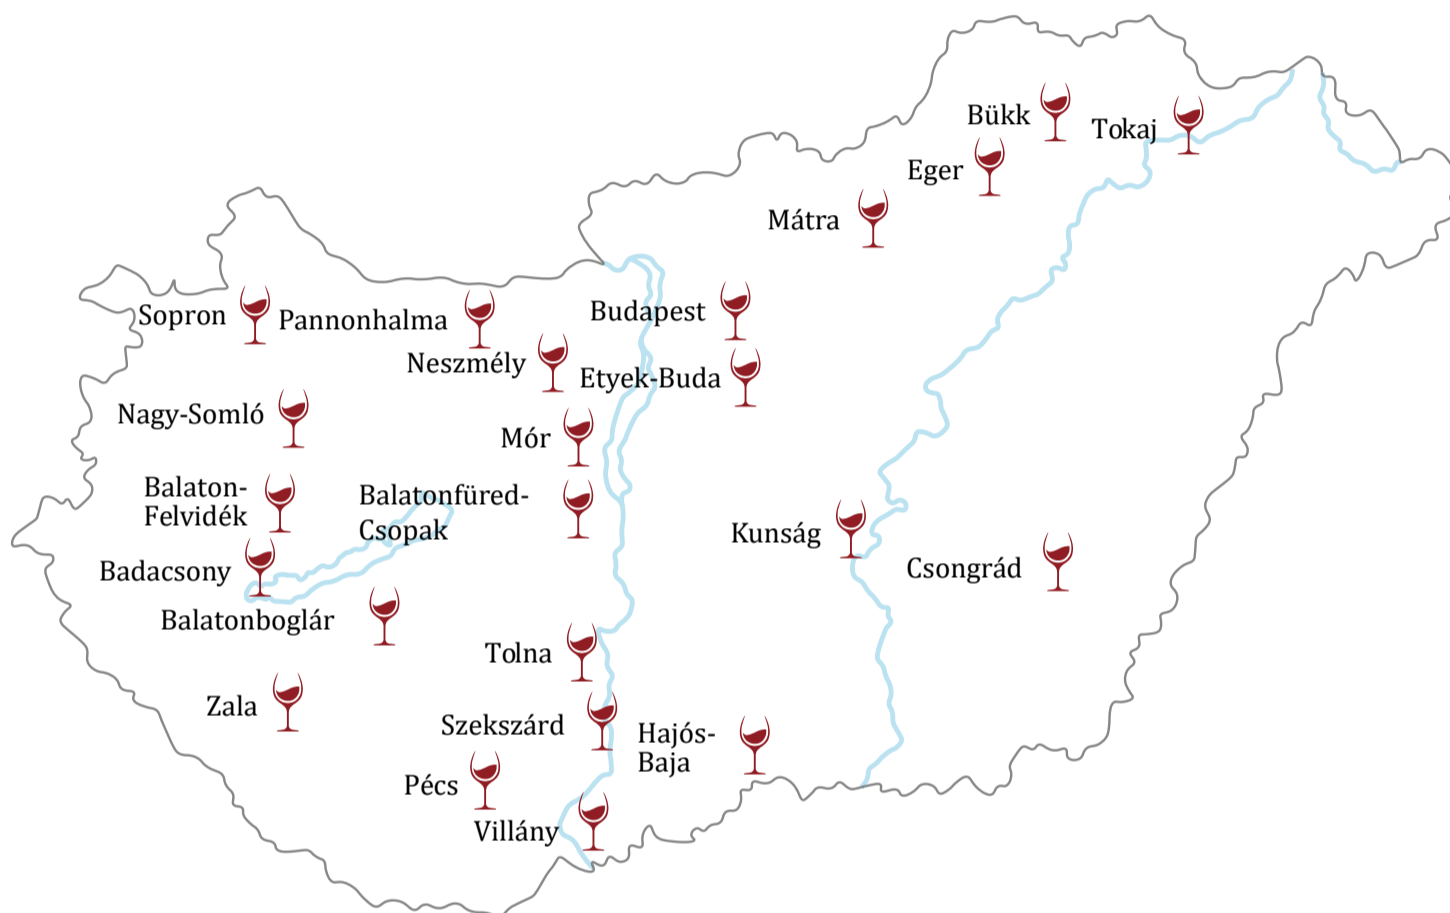 Bükk
Tokaj
Eger
Mátra
Sopron
Pannonhalma
Budapest
Neszmély
Etyek-Buda
Nagy-Somló
Mór
Balaton-
Felvidék
Balatonfüred-
Csopak
Kunság
Csongrád
Badacsony
Balatonboglár
Tolna
Zala
Szekszárd
Hajós-
Baja
Pécs
Villány